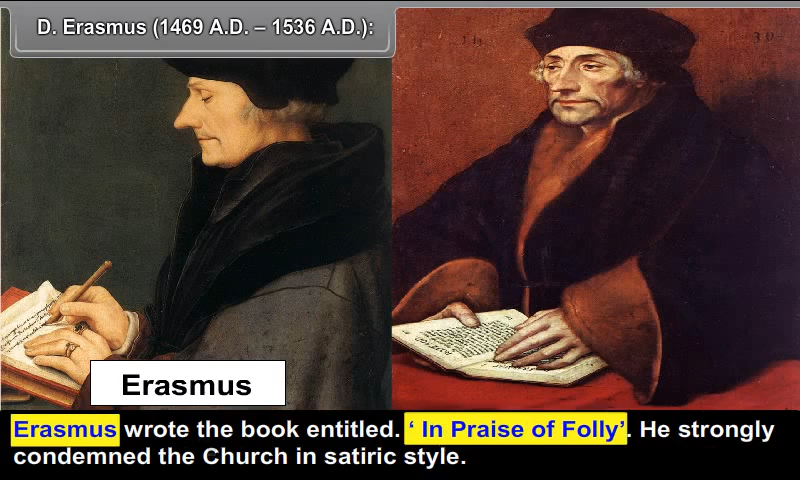 D. Erasmus (1469 A.D. – 1536 A.D.):
Erasmus
Erasmus wrote the book entitled. ‘ In Praise of Folly’. He strongly
condemned the Church in satiric style.